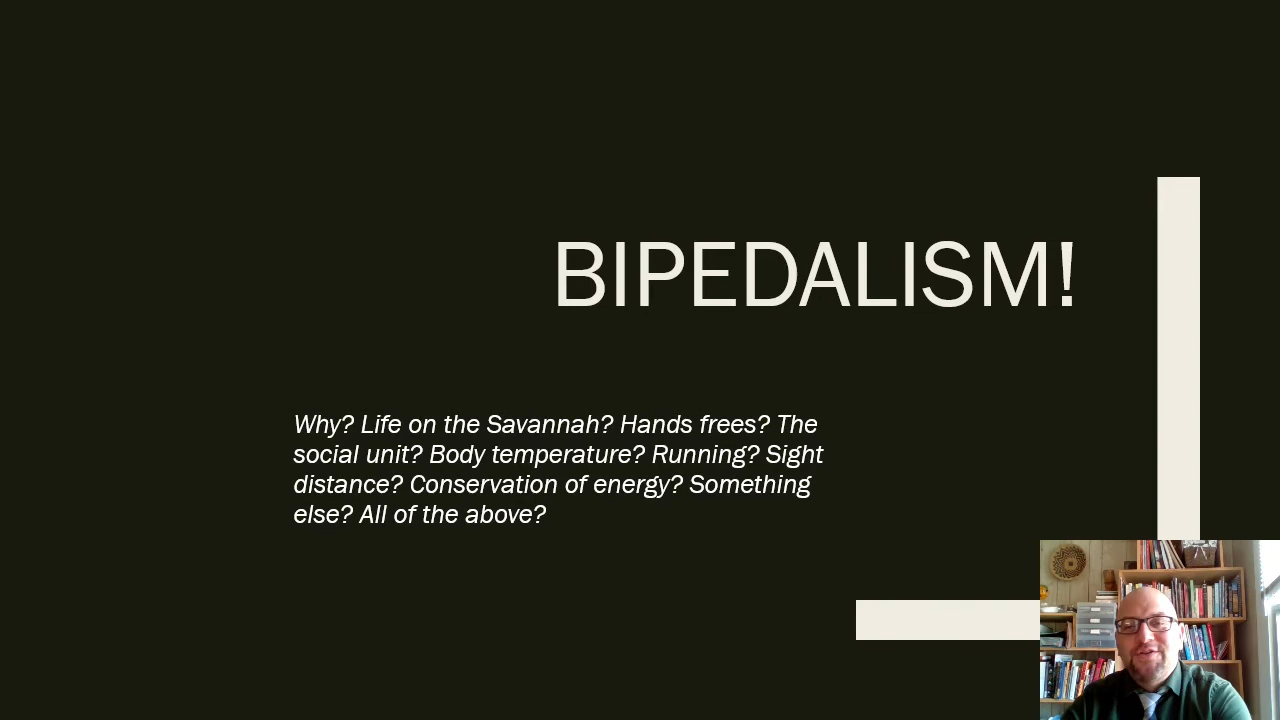 BIPEDALISM!
Why? Life on the Savannah? Hands frees? The
social unit? Body temperature? Running? Sight
distance? Conservation of energy? Something
else? All of the above?